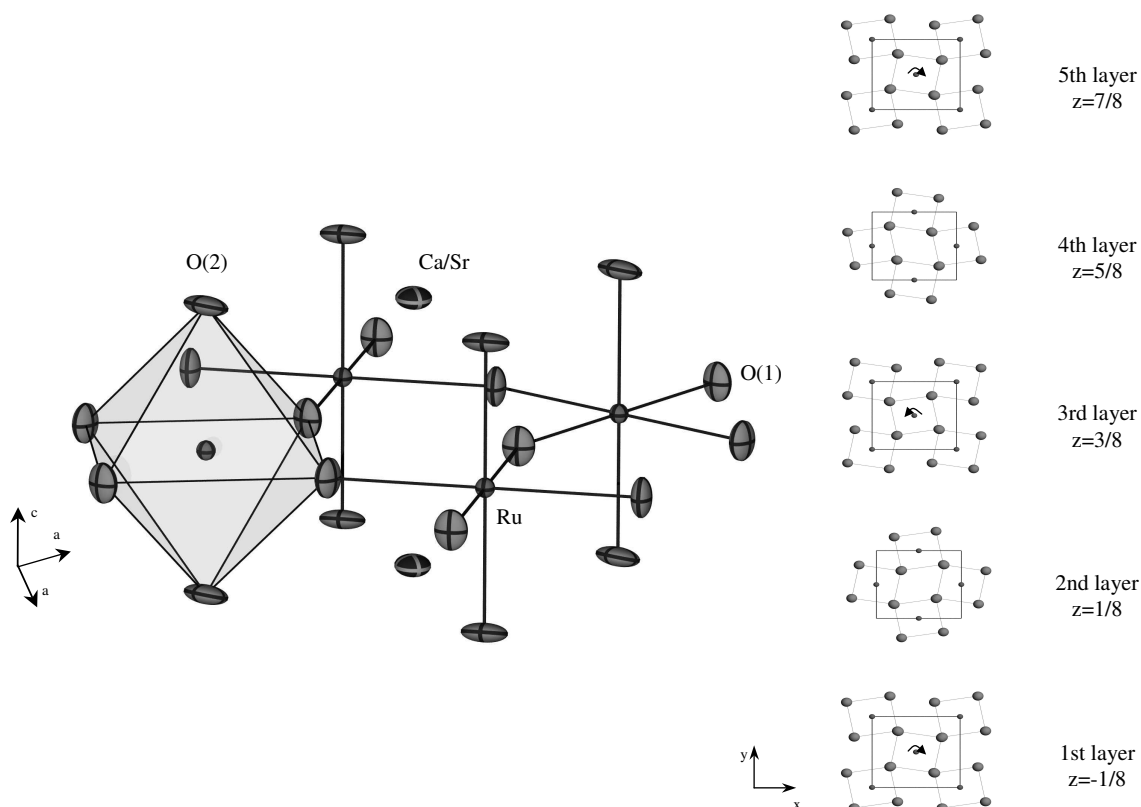 5th layer
z=7/8
O(2)
Ca/Sr
4th layer
z=5/8
O(1)
3rd layer
z=3/8
c
a
a
Ru
2nd layer
z=1/8
y
x
1st layer
z=-1/8